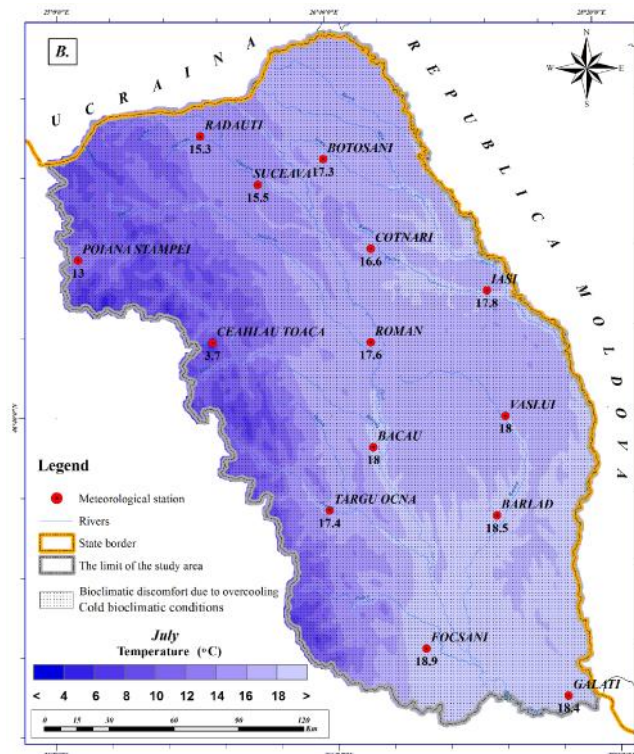 B.
UCRAINA
REPUBLICA MOLDOVA
N
W E
S
RADAUTI
15.3
BOTOSANI
17.3
SUCEAVA
15.5
COTNARI
16.6
POIANA STAMPEI
13
IASI
17.8
CEAHLAU TOACA
3.7
ROMAN
17.6
VASLUI
18
BACAU
18
TARGU OCNA
17.4
BARLAD
18.5
FOCSANI
18.9
GALATI
18.4
Legend
Meteorological station
Rivers
State border
The limit of the study area
Bioclimatic discomfort due to overcooling
Cold bioclimatic conditions
July
Temperature (°C)
< 4 6 8 10 12 14 16 18 >
0 15 30 60 90 120
Km